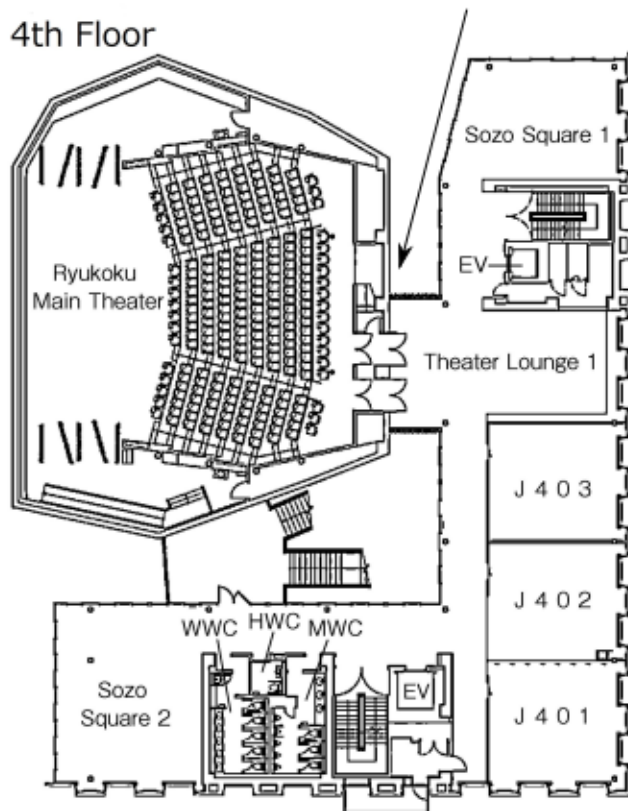 4th Floor
Sozo Square 1
EV
Ryukoku
Main Theater
Theater Lounge 1
J 4 0 3
J 4 0 2
WWC
HWC
MWC
Sozo
Square 2
EV
J 4 0 1